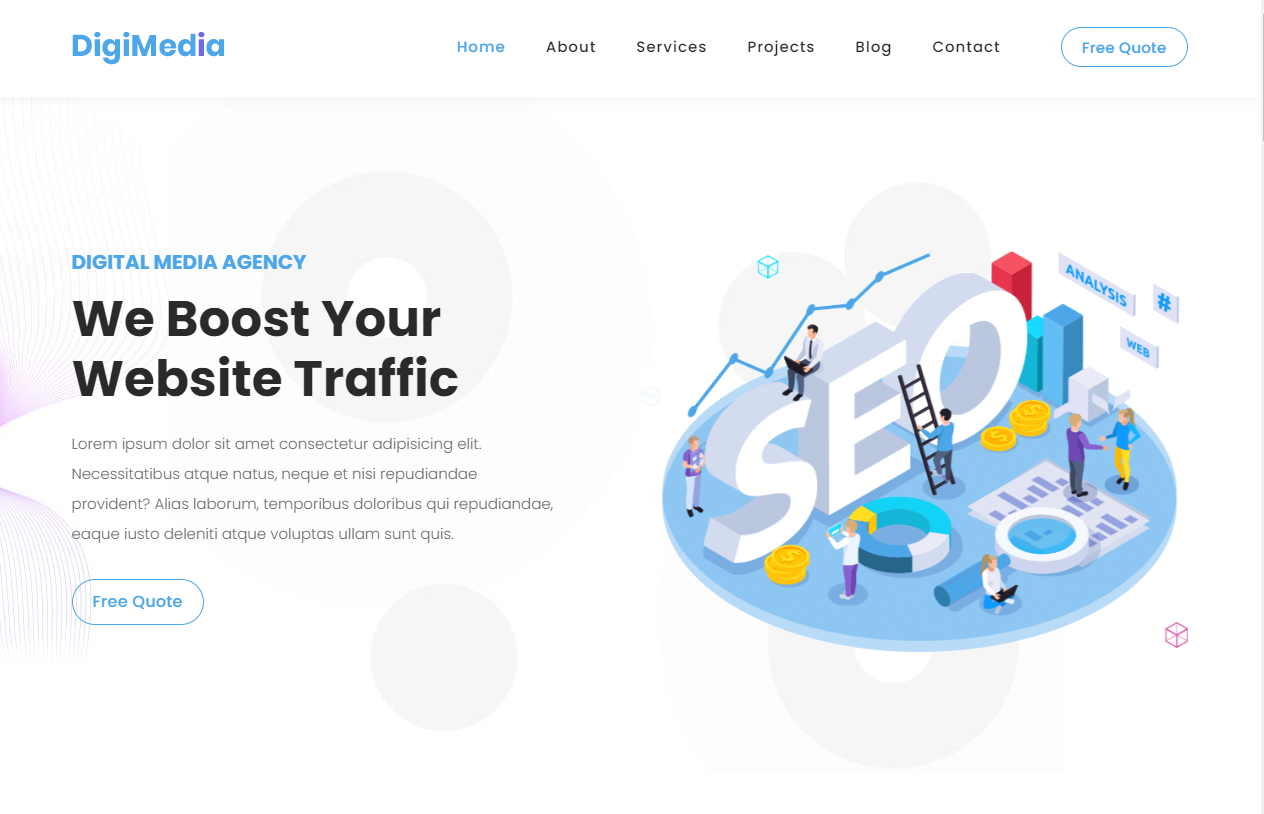 DigiMedia
Home About Services Projects Blog Contact Free Quote
DIGITAL MEDIA AGENCY
We Boost Your
Website Traffic
Lorem ipsum dolor sit amet consectetur adipisicing elit.
Necessitatibus atque natus, neque et nisi repudiandae
provident? Alias laborum, temporibus doloribus qui repudiandae,
eaque iusto deleniti atque voluptas ullam sunt quis.
Free Quote
SEO
ANALYSIS
#
WEB